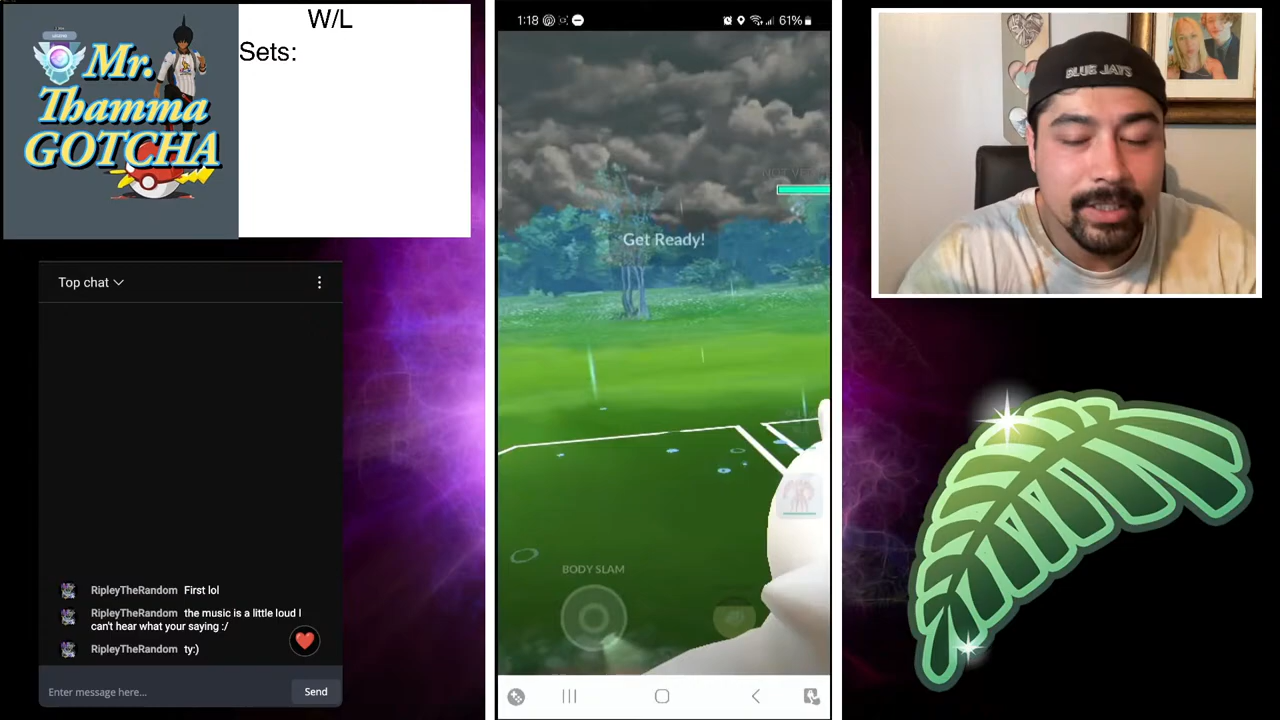 W/L
Sets:
Mr.
Thamma
GOTCHA
1:18
61%
Get Ready!
BODY SLAM
BLUE JAYS
Top chat
RipleyTheRandom First lol
RipleyTheRandom the music is a little loud I
can't hear what your saying :/
RipleyTheRandom ty:)
Enter message here...
Send